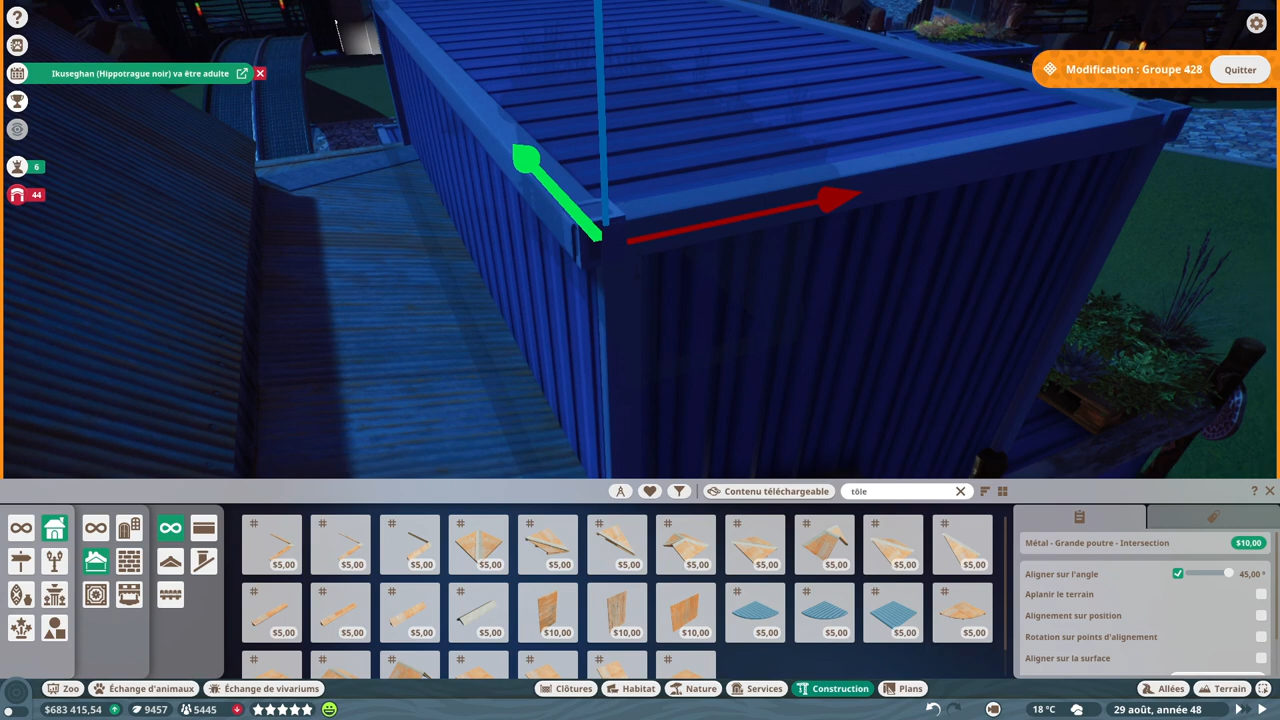 ?
Ikuseghan (Hippotrague noir) va être adulte
Modification : Groupe 428
Quitter
6
44
Contenu téléchargeable
tôle
?
$5,00 $5,00 $5,00 $5,00 $5,00 $5,00 $5,00 $5,00 $5,00 $5,00 $5,00
$5,00 $5,00 $5,00 $5,00 $10,00 $10,00 $10,00 $5,00 $5,00 $5,00 $5,00
Métal - Grande poutre - Intersection
$10,00
Aligner sur l'angle
45,00 °
Aplanir le terrain
Alignement sur position
Rotation sur points d'alignement
Aligner sur la surface
Zoo
Échange d'animaux
Échange de vivariums
Clôtures
Habitat
Nature
Services
Construction
Plans
Allées
Terrain
$683 415,54
9457
5445
18 °C
29 août, année 48